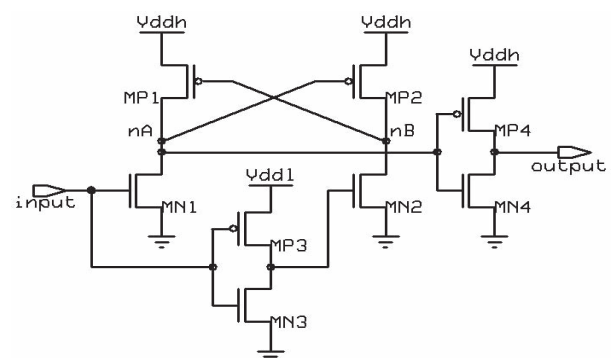 Vddh
Vddh
Vddh
MP1
MP2
MP4
nA
nB
output
Vddl
input
MN1
MN2
MN4
MP3
MN3